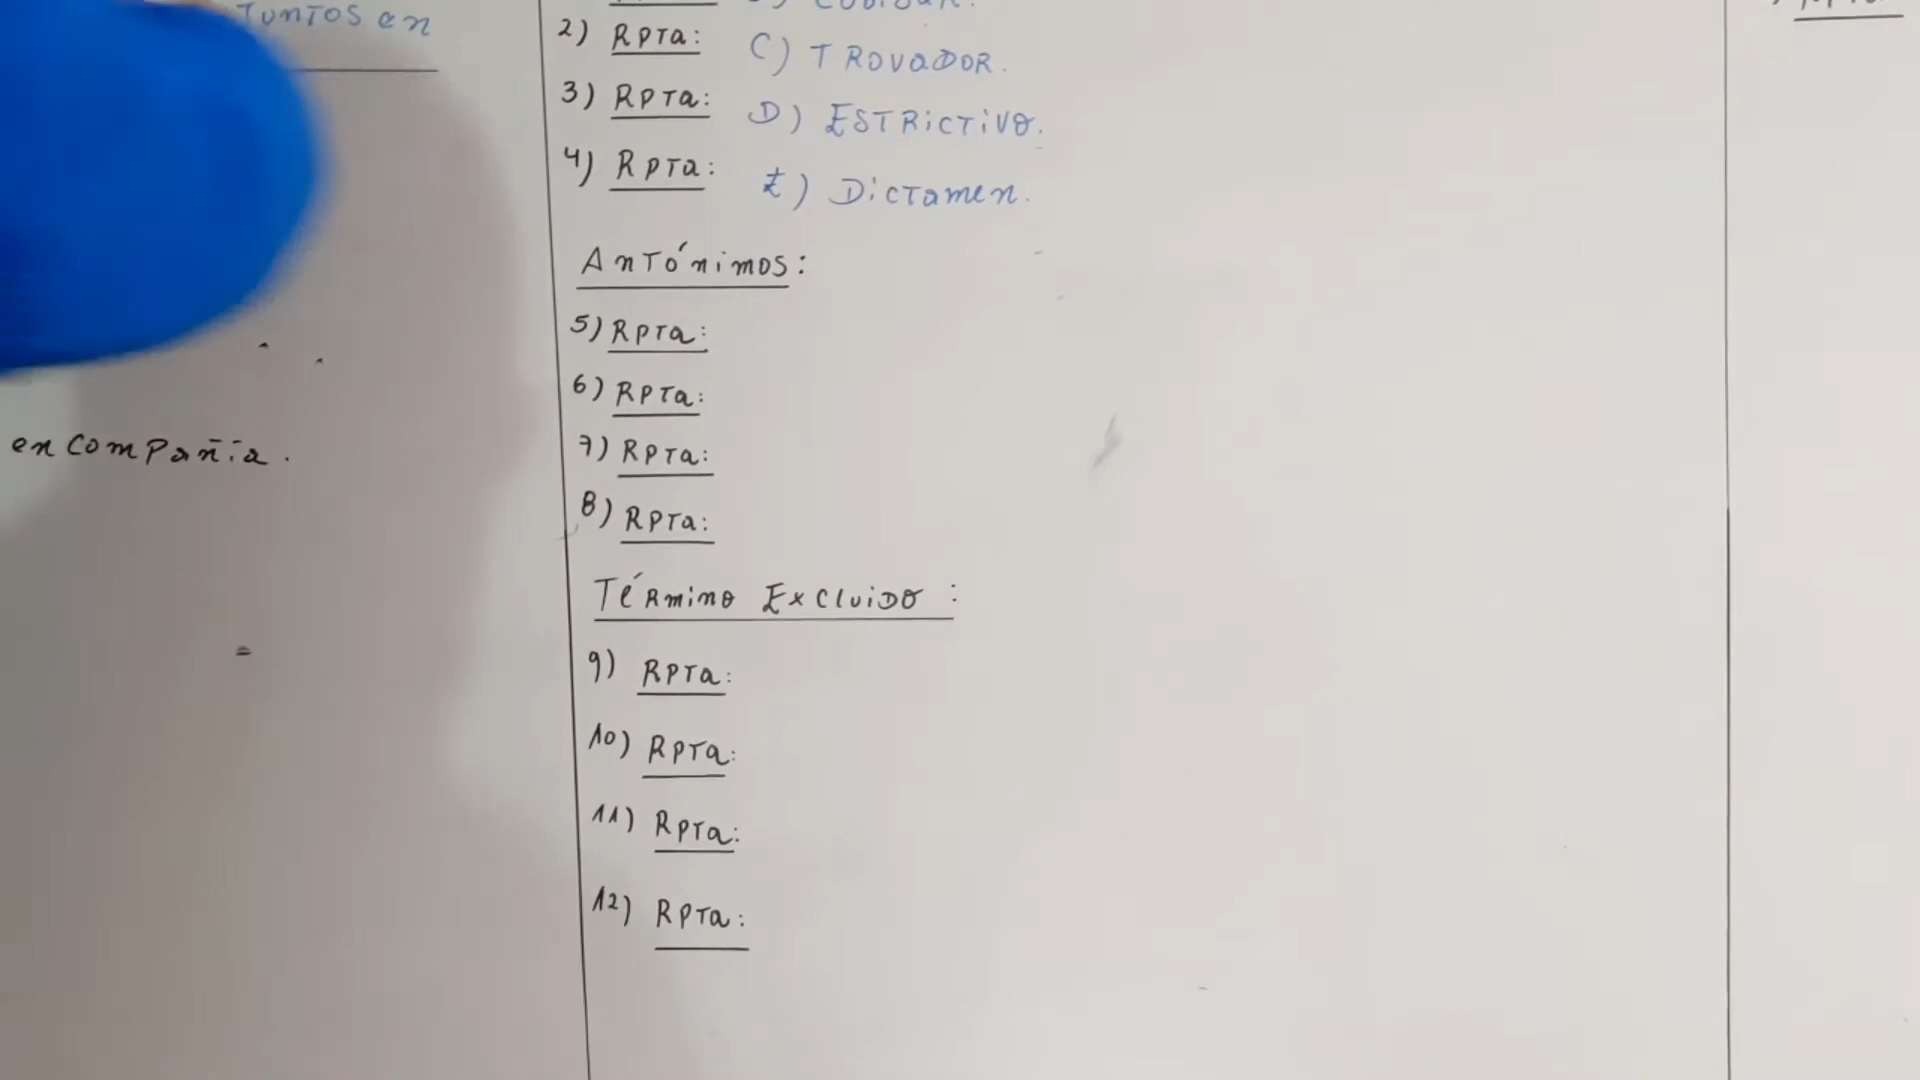 Juntos en
en compañia.
2) Rpta: C) TROVADOR.
3) Rpta: D) ESTRICTIVO.
4) Rpta: E) Dictamen.
Antónimos:
5) Rpta:
6) Rpta:
7) Rpta:
8) Rpta:
Término Excluido :
9) Rpta:
10) Rpta:
11) Rpta:
12) Rpta: